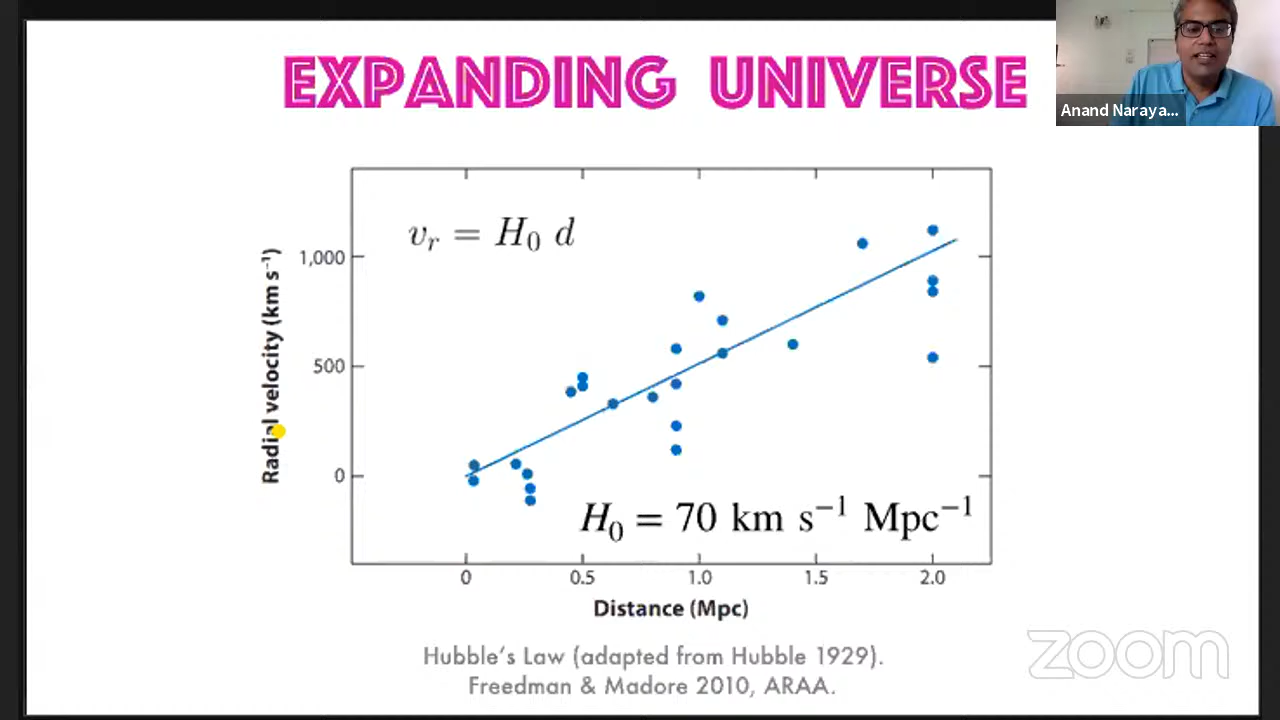 EXPANDING UNIVERSE
Anand Naraya...
v_r = H_0 d
1,000
500
0
Radial velocity (km s⁻¹)
H_0 = 70 km s⁻¹ Mpc⁻¹
0 0.5 1.0 1.5 2.0
Distance (Mpc)
Hubble's Law (adapted from Hubble 1929).
Freedman & Madore 2010, ARAA.
zoom